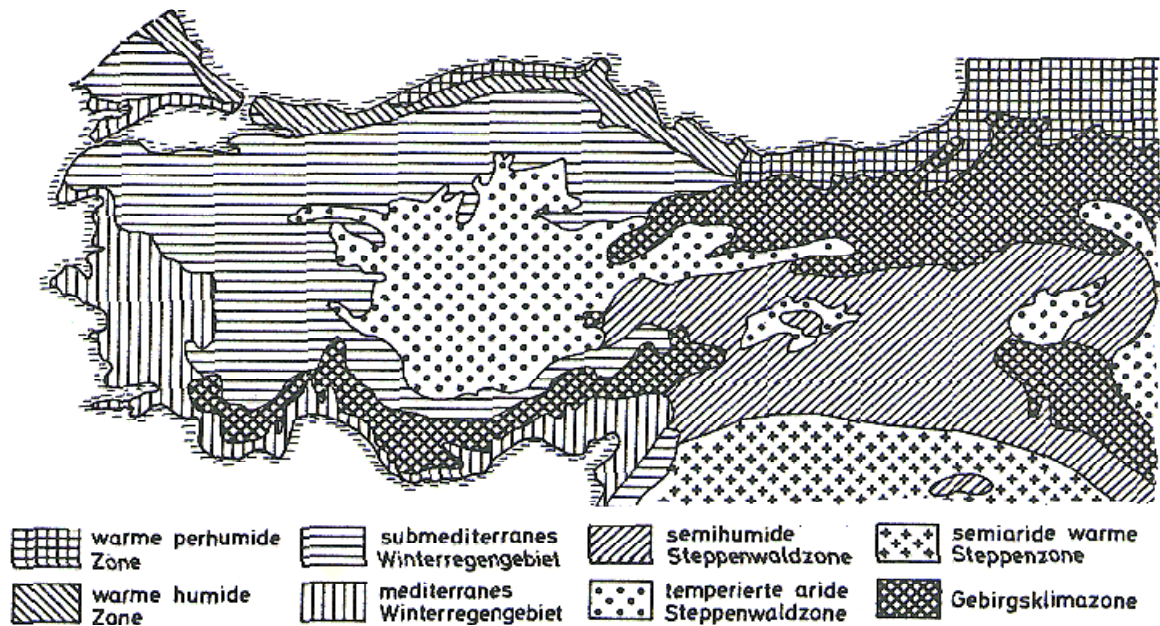 warme perhumide
Zone
submediterranes
Winterregengebiet
semihumide
Steppenwaldzone
semiaride warme
Steppenzone
warme humide
Zone
mediterranes
Winterregengebiet
temperierte aride
Steppenwaldzone
Gebirgsklimazone